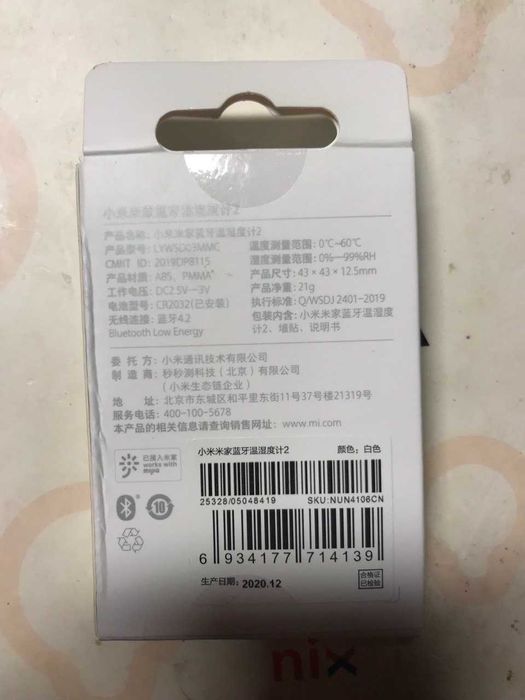 小米米家蓝牙温湿度计2
产品名称: 小米米家蓝牙温湿度计2
产品型号: LYWSD03MMC
CMIIT ID: 2019DP8115
产品材质: ABS、PMMA
工作电压: DC2.5V—3V
电池型号: CR2032(已安装)
无线连接: 蓝牙4.2
Bluetooth Low Energy
温度测量范围: 0℃~60℃
湿度测量范围: 0%—99%RH
产品尺寸: 43×43×12.5mm
产品净重: 21g
执行标准: Q/WSDJ 2401-2019
包装内含: 小米米家蓝牙温湿度
计2、墙贴、说明书
委 托 方: 小米通讯技术有限公司
制 造 商: 秒秒测科技(北京)有限公司
(小米生态链企业)
地 址: 北京市东城区和平里东街11号37号楼21319号
服务电话: 400-100-5678
本产品的相关信息请查询销售网址: www.mi.com
已接入米家
works with
mijia
10
小米米家蓝牙温湿度计2 颜色: 白色
25328/05048419 SKU:NUN4106CN
6 934177 714139
生产日期: 2020.12
合格证
已检验
nix